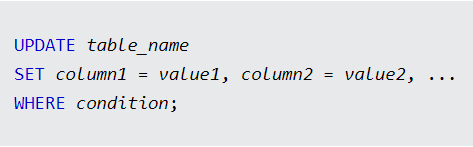 UPDATE table_name
SET column1 = value1, column2 = value2, ...
WHERE condition;